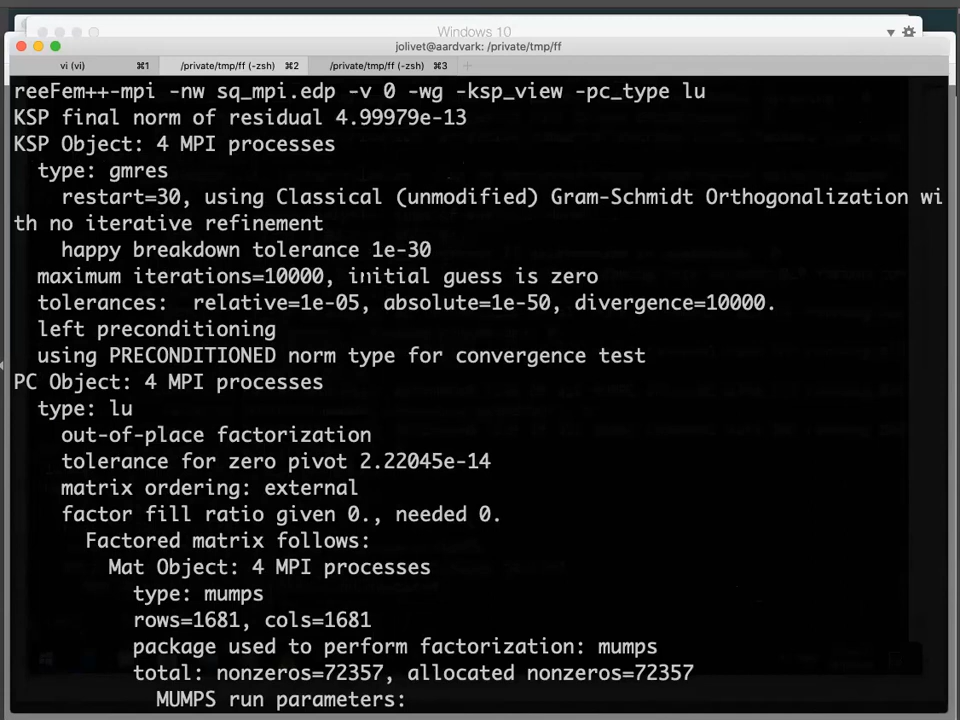 Windows 10
jolivet@aardvark: /private/tmp/ff
vi (vi) ⌘1 /private/tmp/ff (-zsh) ⌘2 /private/tmp/ff (-zsh) ⌘3
reeFem++-mpi -nw sq_mpi.edp -v 0 -wg -ksp_view -pc_type lu
KSP final norm of residual 4.99979e-13
KSP Object: 4 MPI processes
type: gmres
restart=30, using Classical (unmodified) Gram-Schmidt Orthogonalization wi
th no iterative refinement
happy breakdown tolerance 1e-30
maximum iterations=10000, initial guess is zero
tolerances:  relative=1e-05, absolute=1e-50, divergence=10000.
left preconditioning
using PRECONDITIONED norm type for convergence test
PC Object: 4 MPI processes
type: lu
out-of-place factorization
tolerance for zero pivot 2.22045e-14
matrix ordering: external
factor fill ratio given 0., needed 0.
Factored matrix follows:
Mat Object: 4 MPI processes
type: mumps
rows=1681, cols=1681
package used to perform factorization: mumps
total: nonzeros=72357, allocated nonzeros=72357
MUMPS run parameters: